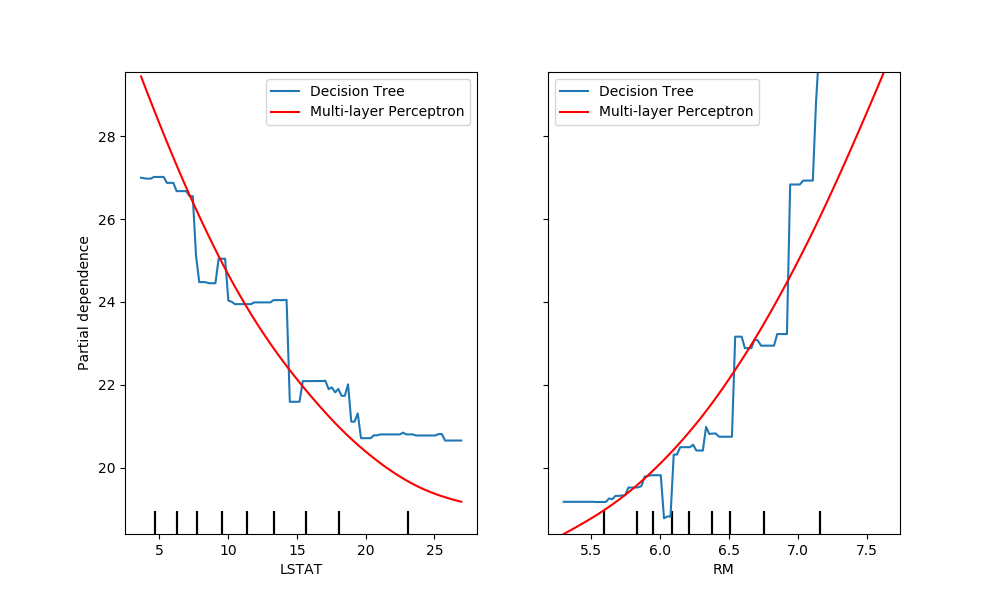 Decision Tree
Multi-layer Perceptron
Partial dependence
28
26
24
22
20
5 10 15 20 25
LSTAT
Decision Tree
Multi-layer Perceptron
5.5 6.0 6.5 7.0 7.5
RM